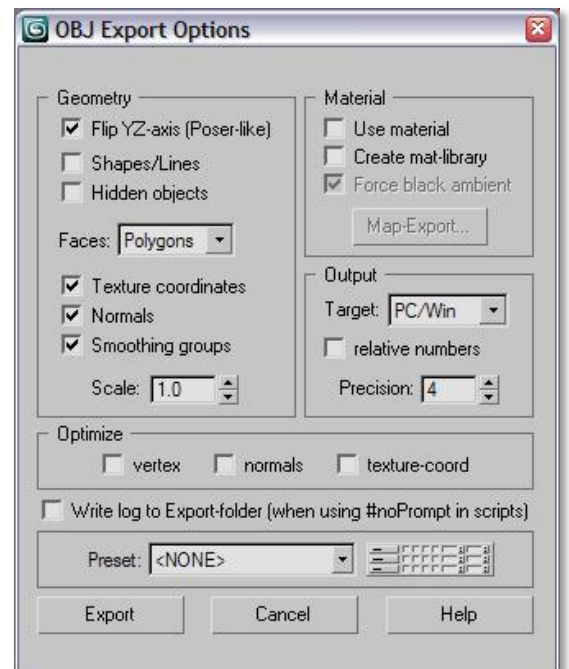 OBJ Export Options
Geometry
Flip YZ-axis (Poser-like)
Shapes/Lines
Hidden objects
Faces: Polygons
Texture coordinates
Normals
Smoothing groups
Scale: 1.0
Material
Use material
Create mat-library
Force black ambient
Map-Export...
Output
Target: PC/Win
relative numbers
Precision: 4
Optimize
vertex normals texture-coord
Write log to Export-folder (when using #noPrompt in scripts)
Preset: <NONE>
Export Cancel Help